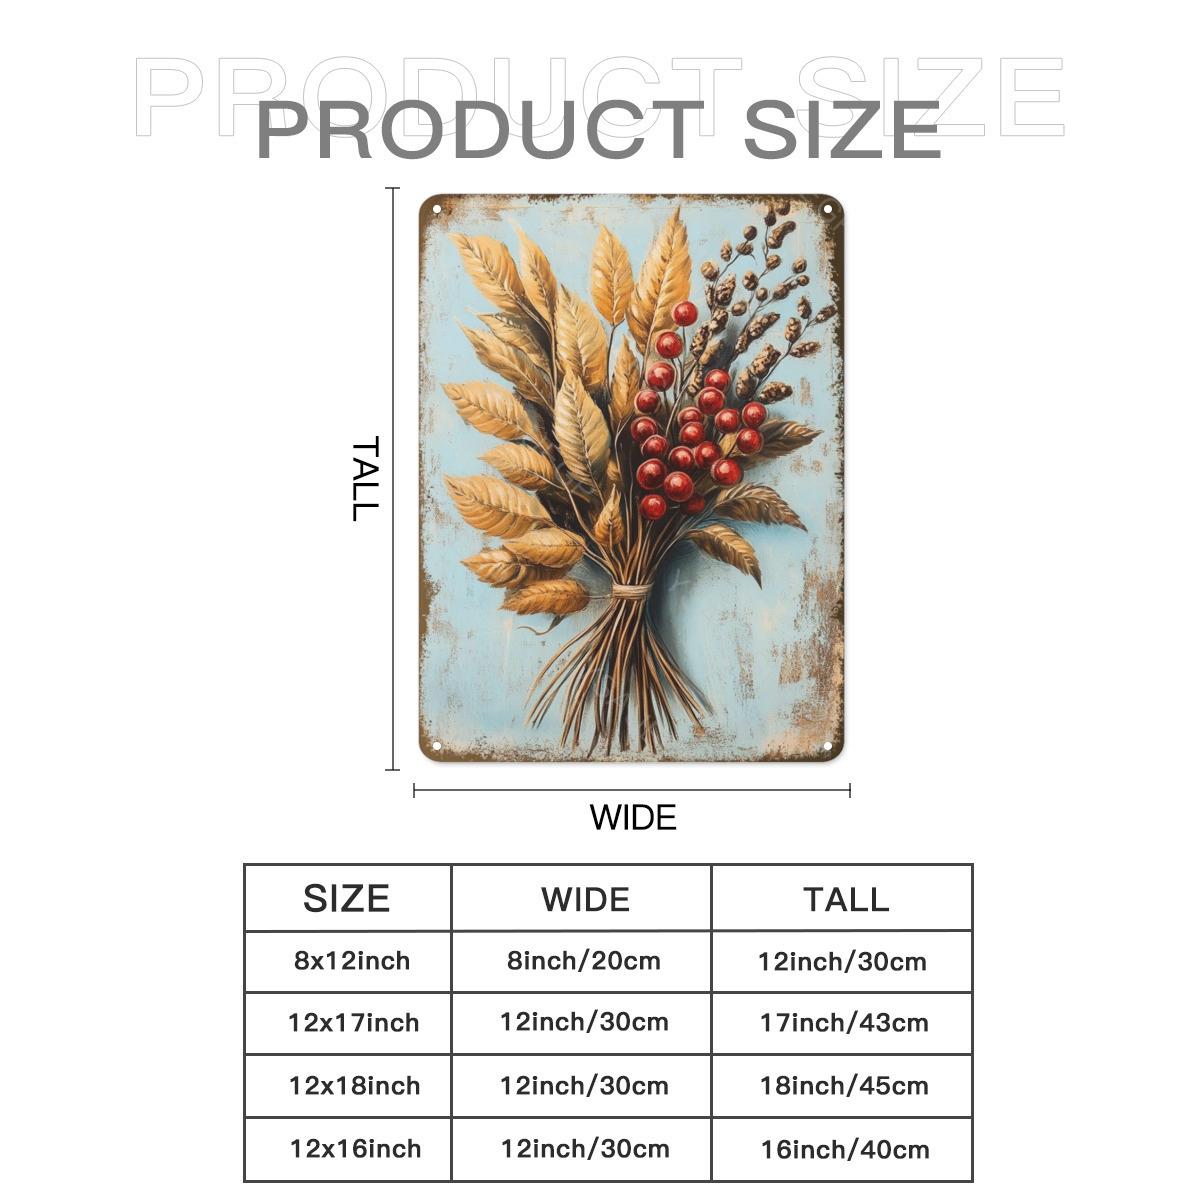 PRODUCT SIZE
PRODUCT SIZE
TALL
WIDE
SIZE WIDE TALL
8x12inch 8inch/20cm 12inch/30cm
12x17inch 12inch/30cm 17inch/43cm
12x18inch 12inch/30cm 18inch/45cm
12x16inch 12inch/30cm 16inch/40cm